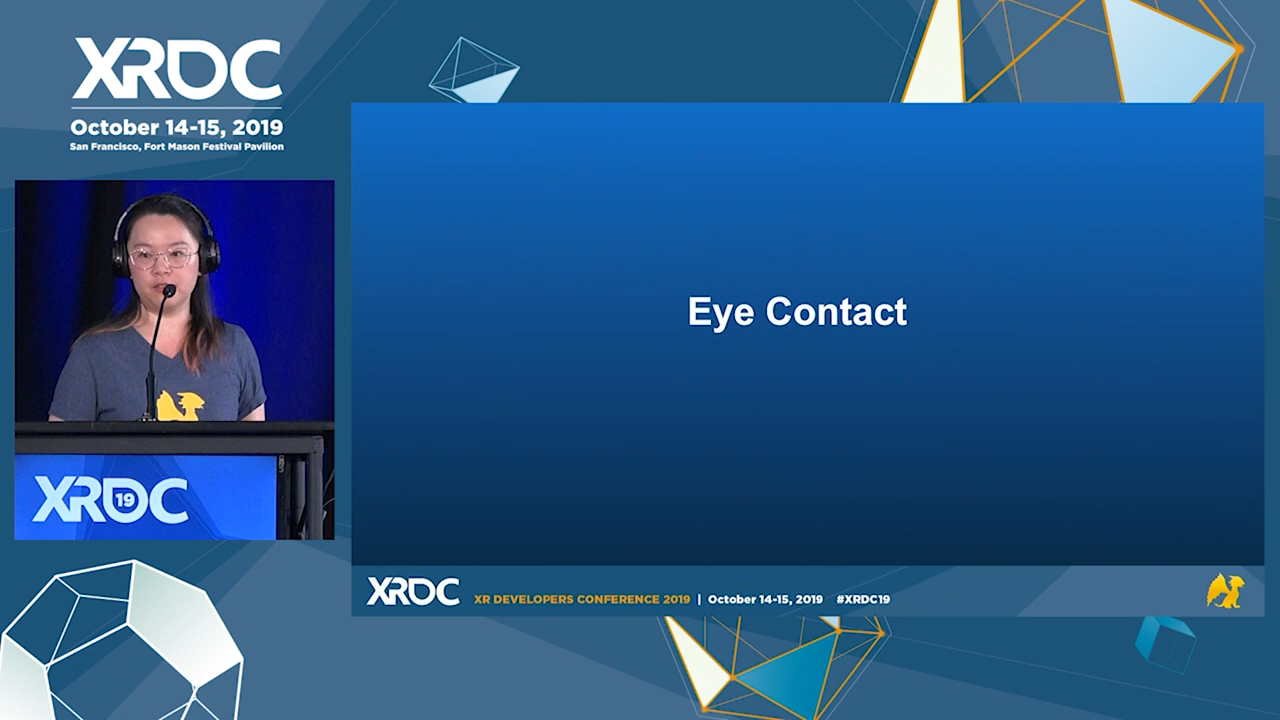 XRDC
October 14-15, 2019
San Francisco, Fort Mason Festival Pavilion
Eye Contact
XRDC 19
XRDC XR DEVELOPERS CONFERENCE 2019 | October 14-15, 2019 #XRDC19